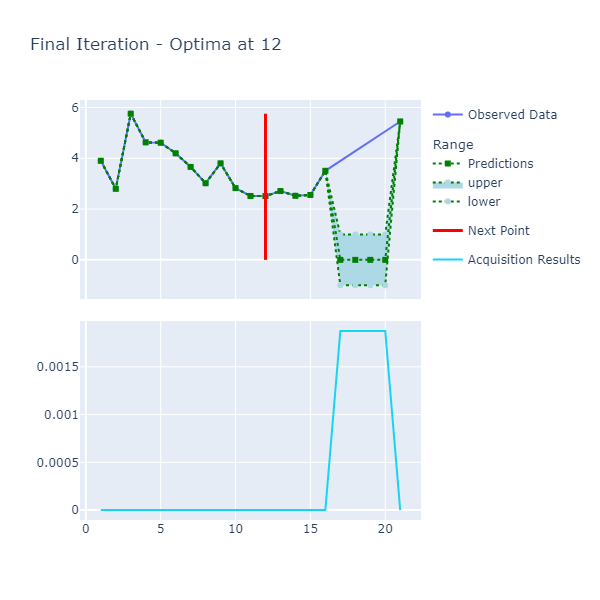 Final Iteration - Optima at 12
6
4
2
0
Observed Data
Range
Predictions
upper
lower
Next Point
Acquisition Results
0.0015
0.001
0.0005
0
0
5
10
15
20